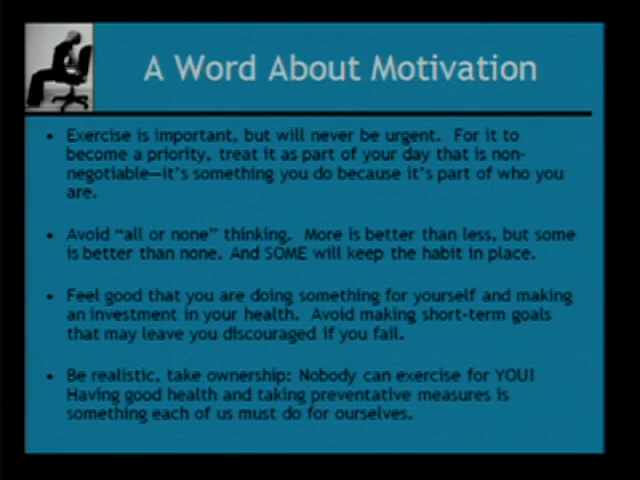 A Word About Motivation
• Exercise is important, but will never be urgent. For it to
become a priority, treat it as part of your day that is non-
negotiable—it's something you do because it's part of who you
are.
• Avoid "all or none" thinking. More is better than less, but some
is better than none. And SOME will keep the habit in place.
• Feel good that you are doing something for yourself and making
an investment in your health. Avoid making short-term goals
that may leave you discouraged if you fail.
• Be realistic, take ownership: Nobody can exercise for YOU!
Having good health and taking preventative measures is
something each of us must do for ourselves.